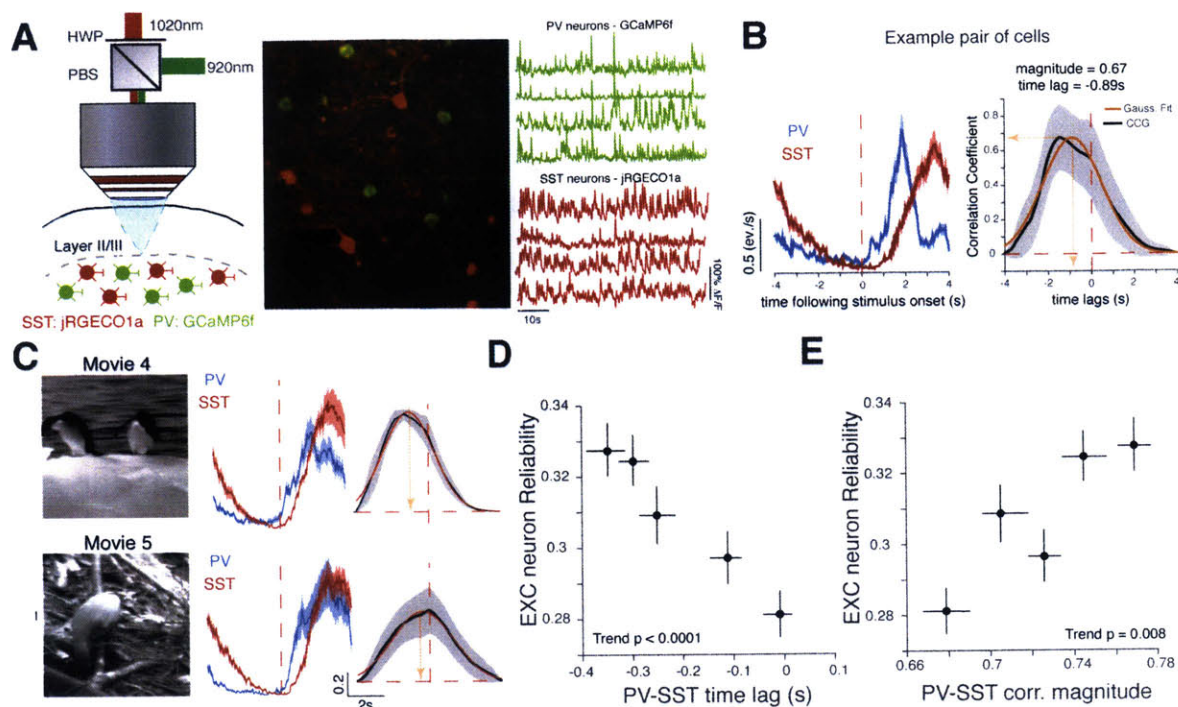 A
HWP
1020nm
PBS
920nm
Layer II/III
SST: jRGECO1a PV: GCaMP6f
PV neurons - GCaMP6f
SST neurons - jRGECO1a
100% ΔF/F
10s
B
Example pair of cells
magnitude = 0.67
time lag = -0.89s
PV
SST
0.5 (ev./s)
-4 -2 0 2 4
time following stimulus onset (s)
Gauss. Fit
CCG
Correlation Coefficient
0.8
0.6
0.4
0.2
0
-4 -2 0 2 4
time lags (s)
C
Movie 4
PV
SST
Movie 5
PV
SST
0.2
2s
D
EXC neuron Reliability
0.34
0.32
0.3
0.28
Trend p < 0.0001
-0.4 -0.3 -0.2 -0.1 0 0.1
PV-SST time lag (s)
E
EXC neuron Reliability
0.34
0.32
0.3
0.28
Trend p = 0.008
0.66 0.7 0.74 0.78
PV-SST corr. magnitude